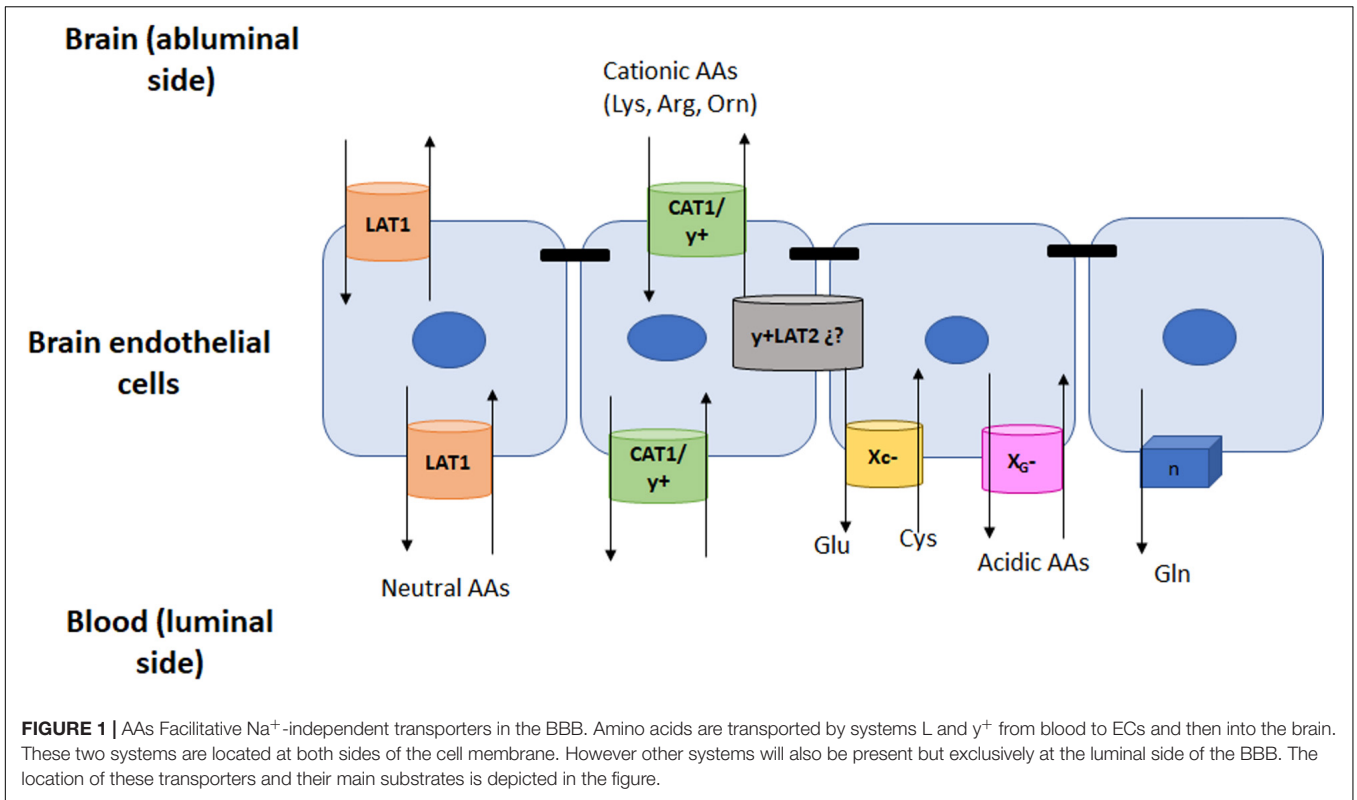 Brain (abluminal
side)
Cationic AAs
(Lys, Arg, Orn)
LAT1
CAT1/
y+
y+LAT2 ¿?
Brain endothelial
cells
LAT1
CAT1/
y+
Xc-
XG-
n
Glu
Cys
Acidic AAs
Gln
Neutral AAs
Blood (luminal
side)
FIGURE 1 | AAs Facilitative Na+-independent transporters in the BBB. Amino acids are transported by systems L and y+ from blood to ECs and then into the brain.
These two systems are located at both sides of the cell membrane. However other systems will also be present but exclusively at the luminal side of the BBB. The
location of these transporters and their main substrates is depicted in the figure.